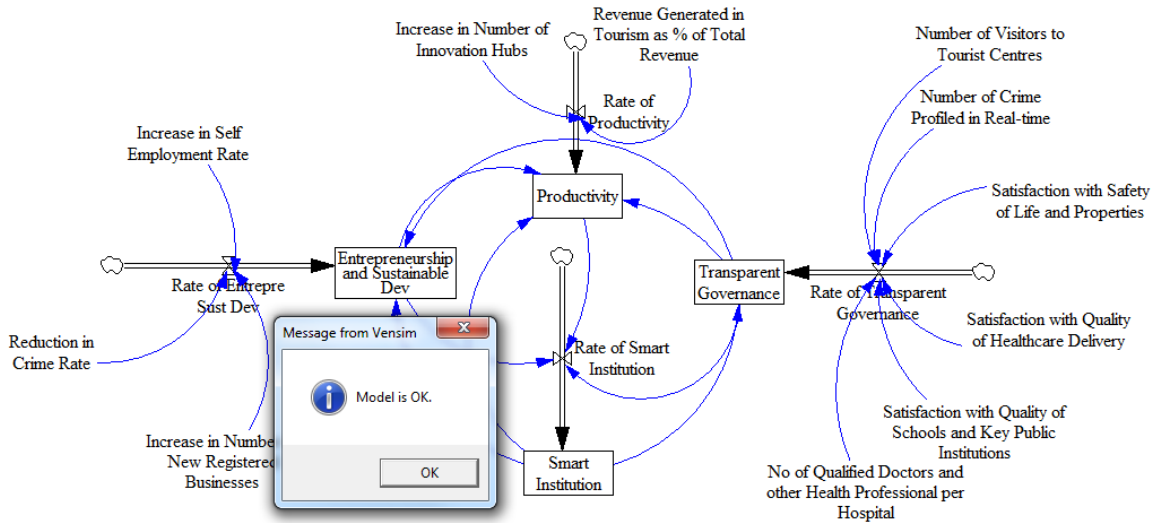 Increase in Number of
Innovation Hubs
Revenue Generated in
Tourism as % of Total
Revenue
Number of Visitors to
Tourist Centres
Rate of
Productivity
Number of Crime
Profiled in Real-time
Increase in Self
Employment Rate
Productivity
Satisfaction with Safety
of Life and Properties
Entrepreneurship
and Sustainable
Dev
Transparent
Governance
Rate of Entrepre
Sust Dev
Rate of Transparent
Governance
Reduction in
Crime Rate
Message from Vensim
Model is OK.
OK
Rate of Smart
Institution
Satisfaction with Quality
of Healthcare Delivery
Increase in Number
New Registered
Businesses
Smart
Institution
Satisfaction with Quality of
Schools and Key Public
Institutions
No of Qualified Doctors and
other Health Professional per
Hospital